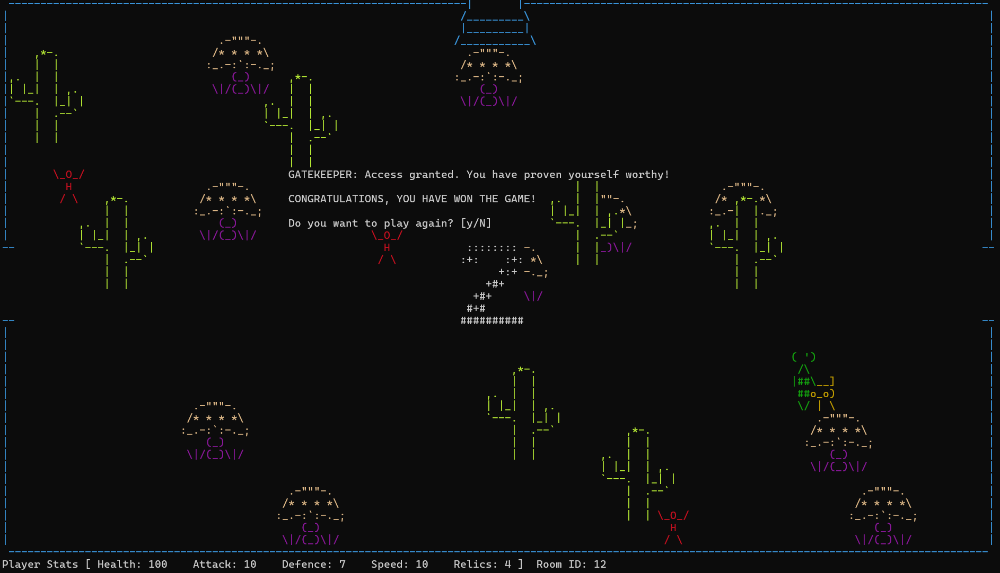 GATEKEEPER: Access granted. You have proven yourself worthy!
CONGRATULATIONS, YOU HAVE WON THE GAME!
Do you want to play again? [y/N]
Player Stats [ Health: 100    Attack: 10    Defence: 7    Speed: 10    Relics: 4 ]  Room ID: 12